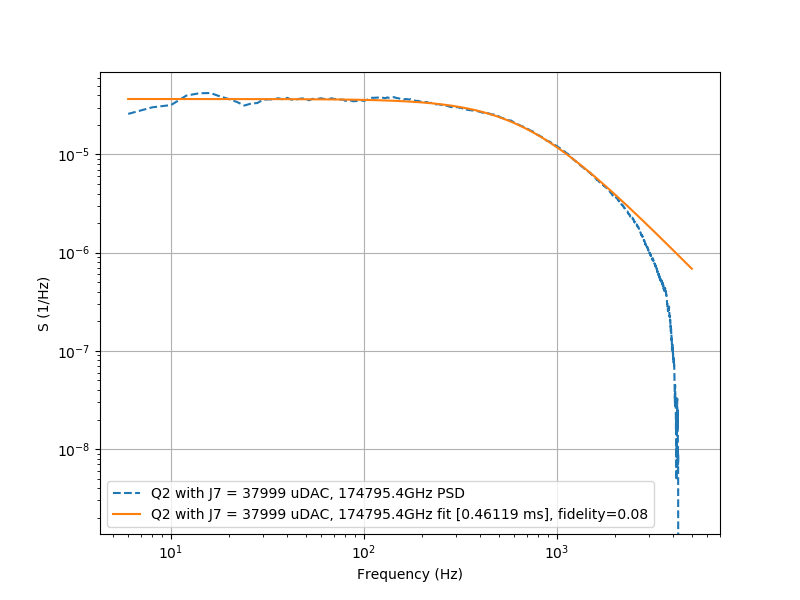 10⁻⁵
10⁻⁶
10⁻⁷
10⁻⁸
S (1/Hz)
Q2 with J7 = 37999 uDAC, 174795.4GHz PSD
Q2 with J7 = 37999 uDAC, 174795.4GHz fit [0.46119 ms], fidelity=0.08
10¹ 10² 10³
Frequency (Hz)